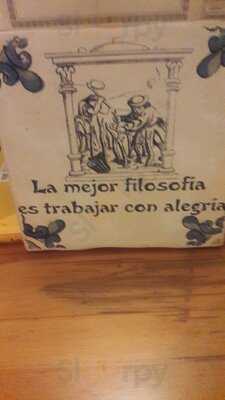 La mejor filosofía
es trabajar con alegría